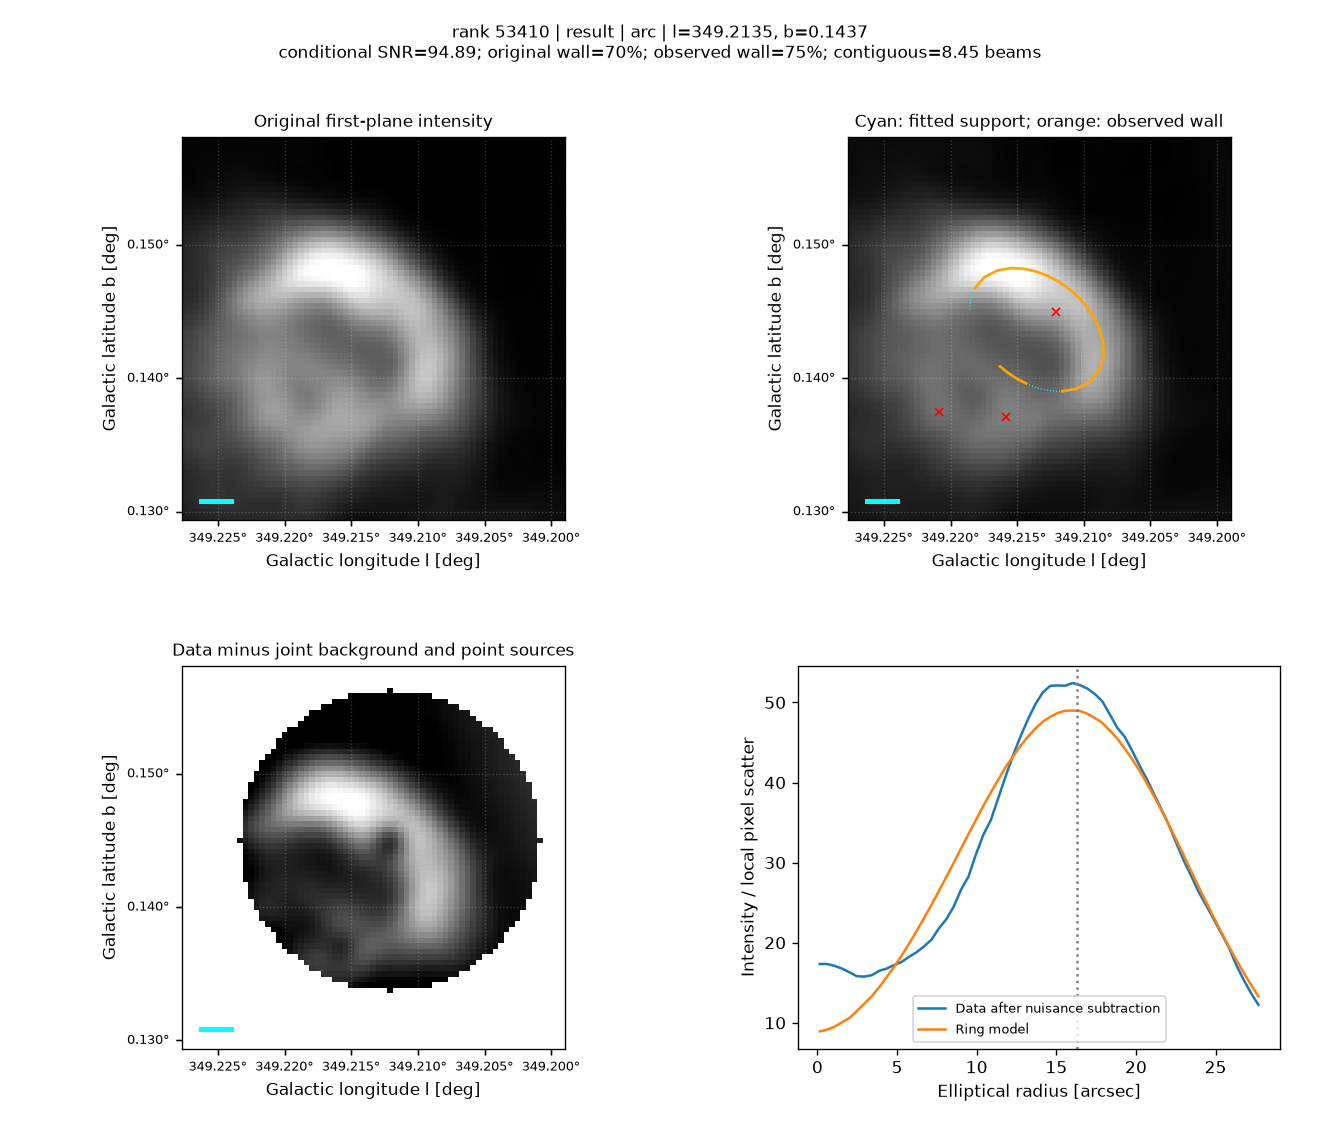 rank 53410 | result | arc | l=349.2135, b=0.1437
conditional SNR=94.89; original wall=70%; observed wall=75%; contiguous=8.45 beams
Original first-plane intensity
Galactic latitude b [deg]
0.150°
0.140°
0.130°
349.225° 349.220° 349.215° 349.210° 349.205° 349.200°
Galactic longitude l [deg]
Cyan: fitted support; orange: observed wall
Galactic latitude b [deg]
0.150°
0.140°
0.130°
349.225° 349.220° 349.215° 349.210° 349.205° 349.200°
Galactic longitude l [deg]
Data minus joint background and point sources
Galactic latitude b [deg]
0.150°
0.140°
0.130°
349.225° 349.220° 349.215° 349.210° 349.205° 349.200°
Galactic longitude l [deg]
Intensity / local pixel scatter
50
40
30
20
10
Data after nuisance subtraction
Ring model
0 5 10 15 20 25
Elliptical radius [arcsec]